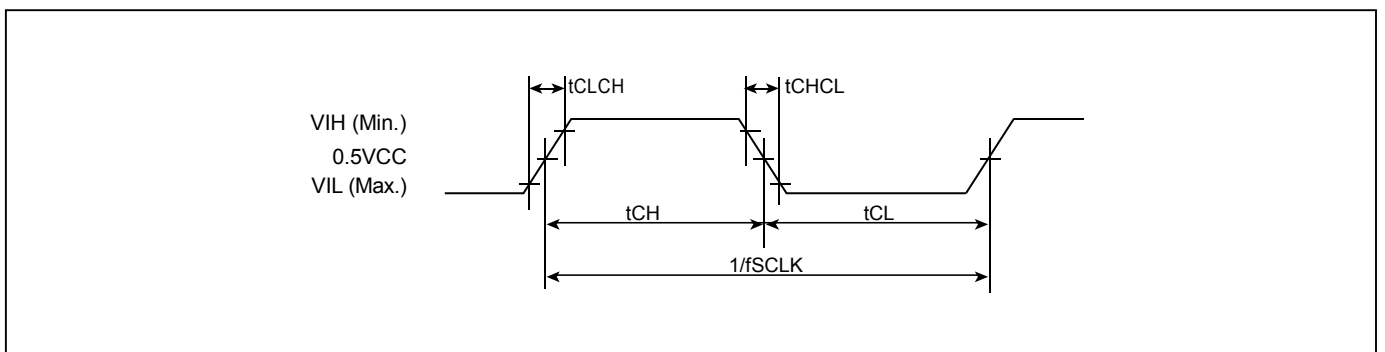 tCLCH
tCHCL
VIH (Min.)
0.5VCC
VIL (Max.)
tCH
tCL
1/fSCLK